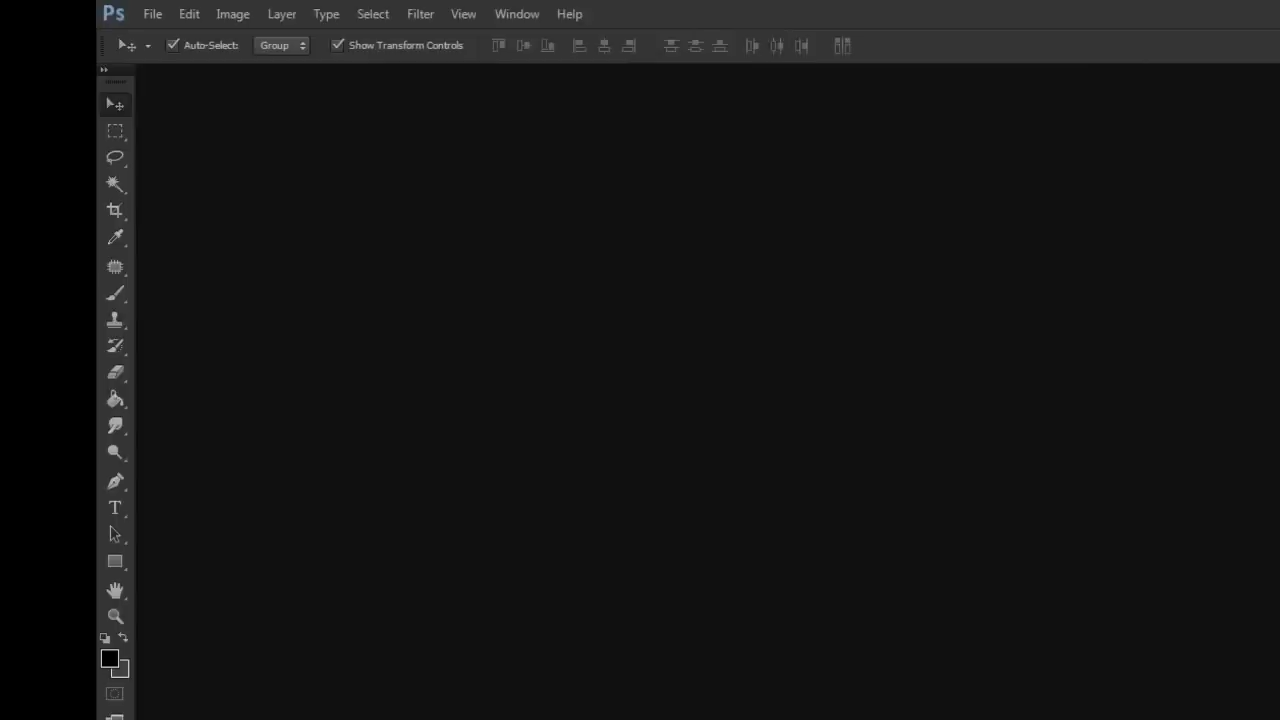 Ps File Edit Image Layer Type Select Filter View Window Help
Auto-Select: Group Show Transform Controls
T